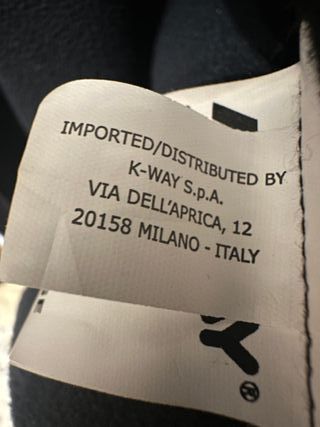 IMPORTED/DISTRIBUTED BY
K-WAY S.p.A.
VIA DELL'APRICA, 12
20158 MILANO - ITALY
Y®